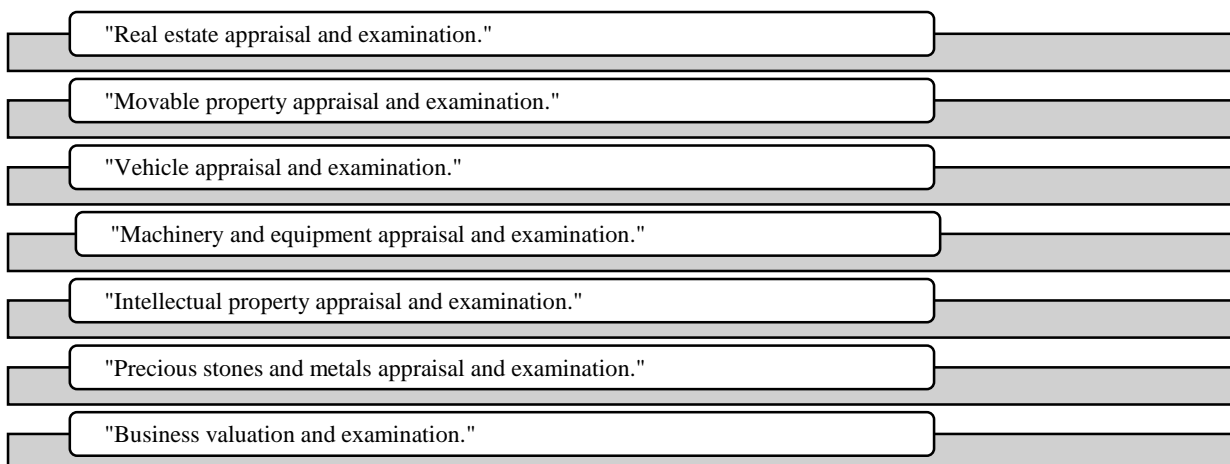 "Real estate appraisal and examination."
"Movable property appraisal and examination."
"Vehicle appraisal and examination."
"Machinery and equipment appraisal and examination."
"Intellectual property appraisal and examination."
"Precious stones and metals appraisal and examination."
"Business valuation and examination."